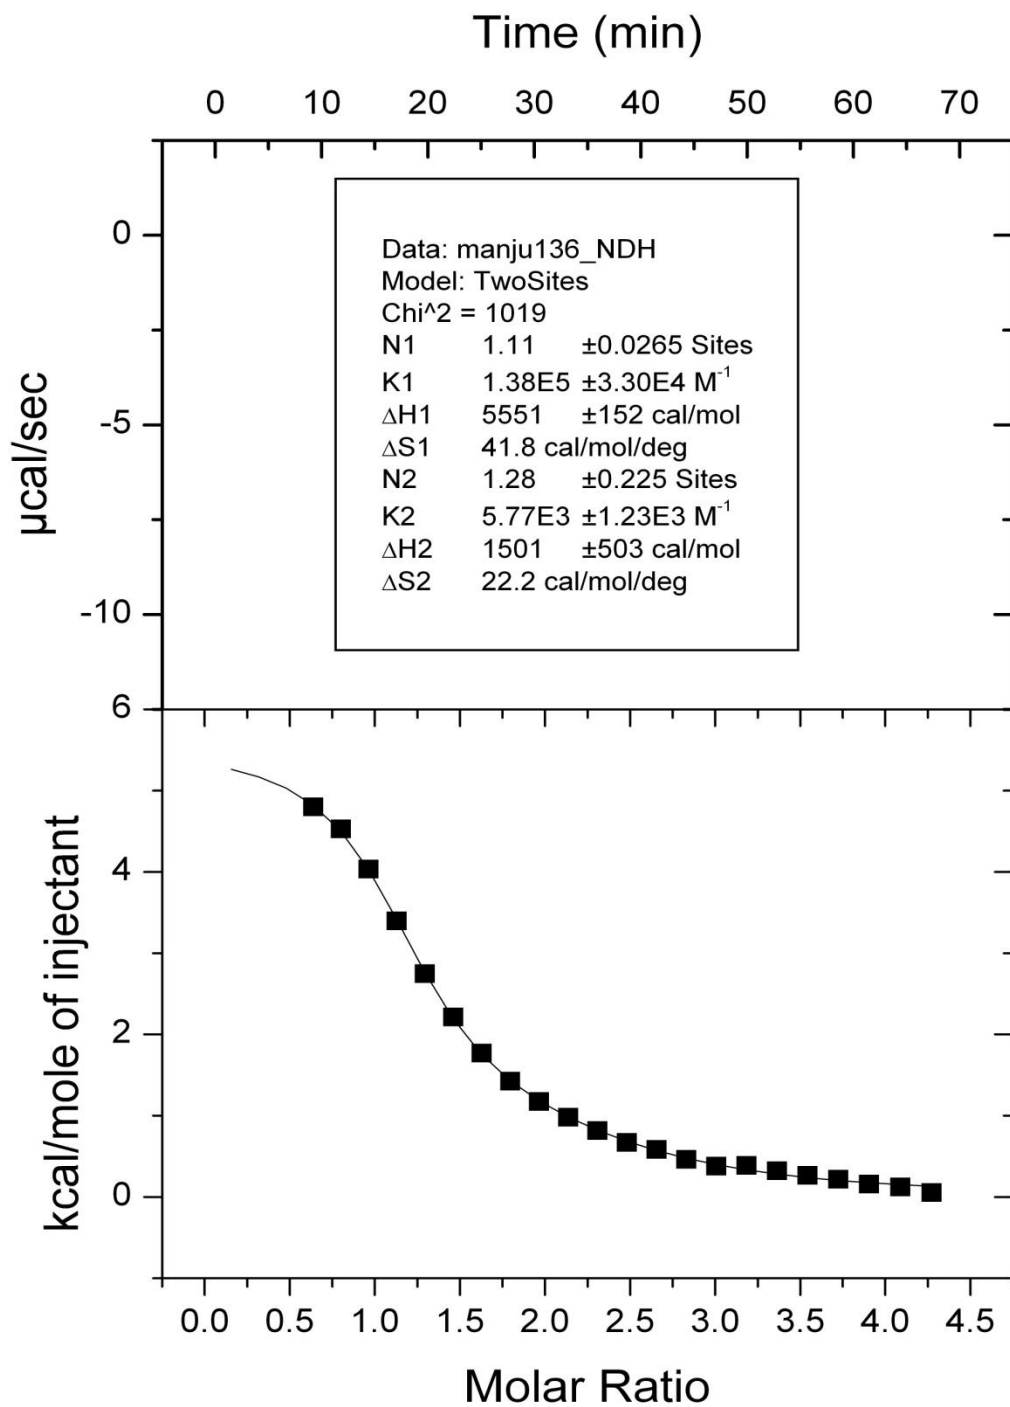 Time (min)
0 10 20 30 40 50 60 70
µcal/sec
0
-5
-10
Data: manju136_NDH
Model: TwoSites
Chi^2 = 1019
N1 1.11 ±0.0265 Sites
K1 1.38E5 ±3.30E4 M⁻¹
∆H1 5551 ±152 cal/mol
∆S1 41.8 cal/mol/deg
N2 1.28 ±0.225 Sites
K2 5.77E3 ±1.23E3 M⁻¹
∆H2 1501 ±503 cal/mol
∆S2 22.2 cal/mol/deg
kcal/mole of injectant
6
4
2
0
0.0 0.5 1.0 1.5 2.0 2.5 3.0 3.5 4.0 4.5
Molar Ratio